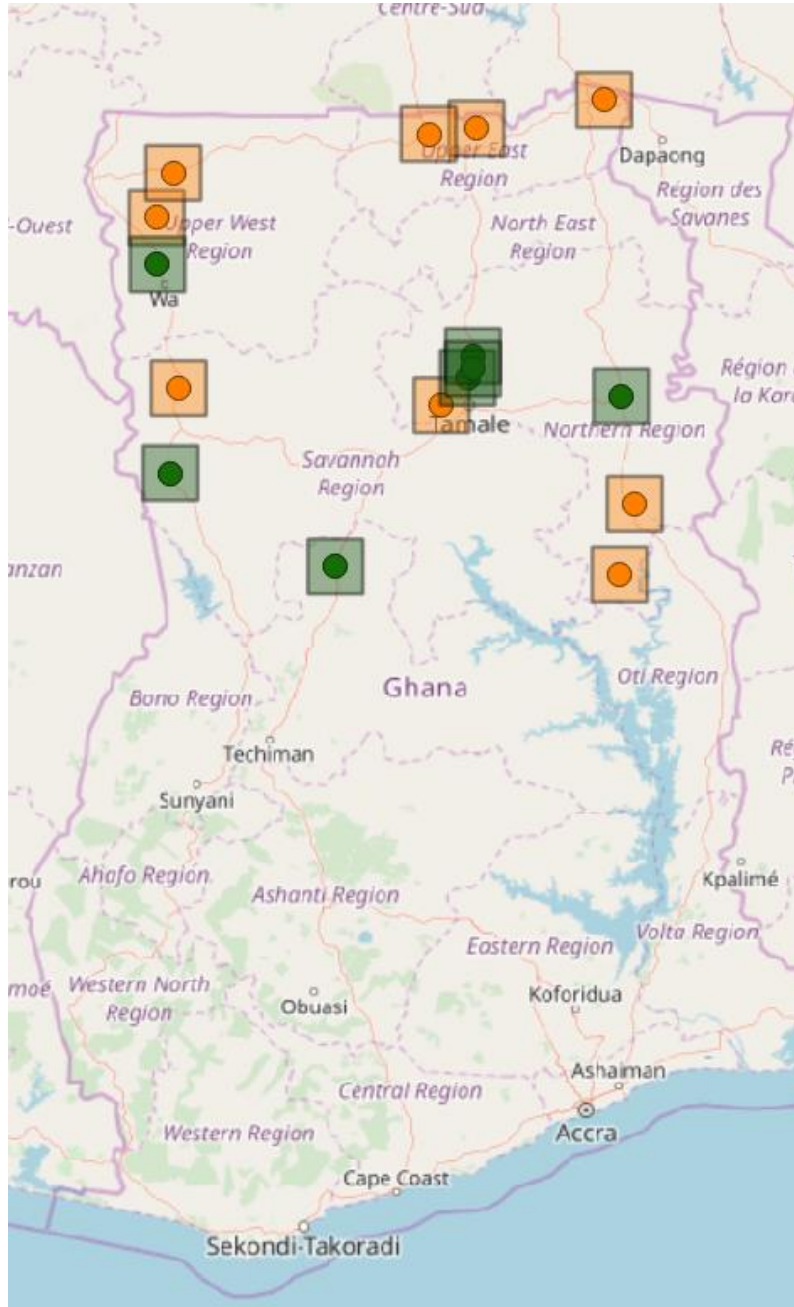 Centre-Sud
Dapaong
Upper East
Region
Région des
Savanes
-Ouest
Upper West
Region
North East
Region
Wa
Région
la Kar
Tamale
Northern Region
Savannah
Region
anzan
Oti Region
Ghana
Bono Region
Techiman
Ré
P
Sunyani
rou
Ahafo Region
Ashanti Region
Kpalimé
Volta Region
Eastern Region
moé
Western North
Region
Koforidua
Obuasi
Ashaiman
Central Region
Western Region
Accra
Cape Coast
Sekondi-Takoradi